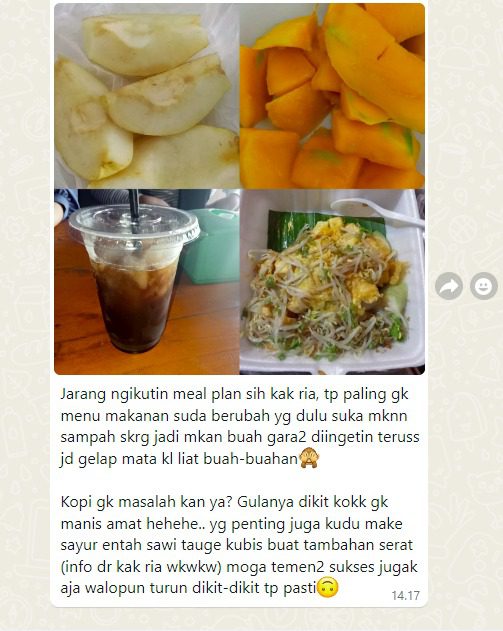 Jarang ngikutin meal plan sih kak ria, tp paling gk
menu makanan suda berubah yg dulu suka mknn
sampah skrg jadi mkan buah gara2 diingetin teruss
jd gelap mata kl liat buah-buahan🙈
Kopi gk masalah kan ya? Gulanya dikit kokk gk
manis amat hehehe.. yg penting juga kudu make
sayur entah sawi tauge kubis buat tambahan serat
(info dr kak ria wkwkw) moga temen2 sukses jugak
aja walopun turun dikit-dikit tp pasti🙃
14.17